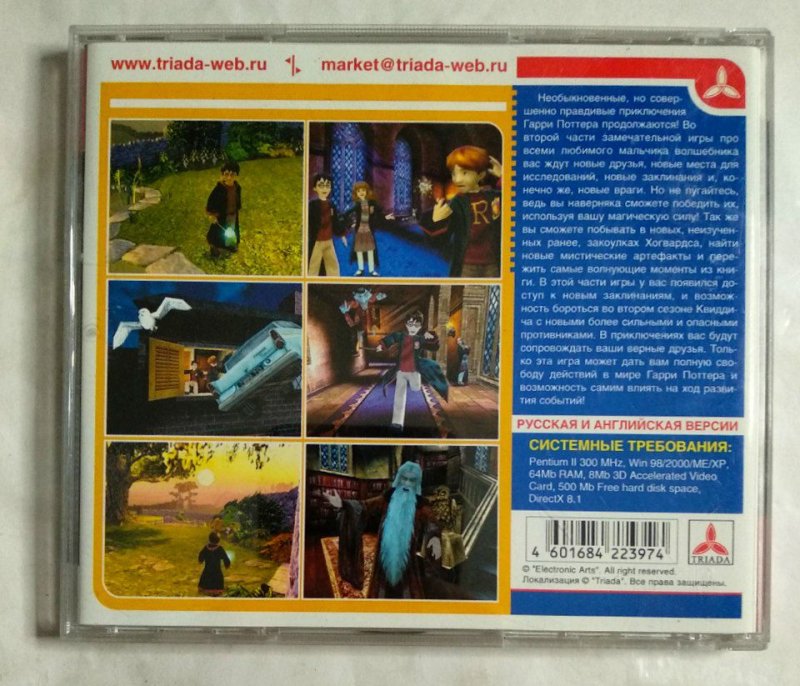 www.triada-web.ru market@triada-web.ru
Необыкновенные, но совер-
шенно правдивые приключения
Гарри Поттера продолжаются! Во
второй части замечательной игры про
всеми любимого мальчика волшебника
вас ждут новые друзья, новые места для
исследований, новые заклинания и, ко-
нечно же, новые враги. Но не пугайтесь,
ведь вы наверняка сможете победить их,
используя вашу магическую силу! Так же
вы сможете побывать в новых, неизучен-
ных ранее, закоулках Хогвардса, найти
новые мистические артефакты и пере-
жить самые волнующие моменты из кни-
ги. В этой части игры у вас появился дос-
туп к новым заклинаниям, и возмож-
ность бороться во втором сезоне Квидди-
ча с новыми более сильными и опасными
противниками. В приключениях вас будут
сопровождать ваши верные друзья. Толь-
ко эта игра может дать вам полную сво-
боду действий в мире Гарри Поттера и
возможность самим влиять на ход разви-
тия событий!
РУССКАЯ И АНГЛИЙСКАЯ ВЕРСИИ
СИСТЕМНЫЕ ТРЕБОВАНИЯ:
Pentium II 300 MHz, Win 98/2000/ME/XP,
64Mb RAM, 8Mb 3D Accelerated Video
Card, 500 Mb Free hard disk space,
DirectX 8.1
4 601684 223974
TRIADA
© "Electronic Arts". All right reserved.
Локализация © "Triada". Все права защищены.